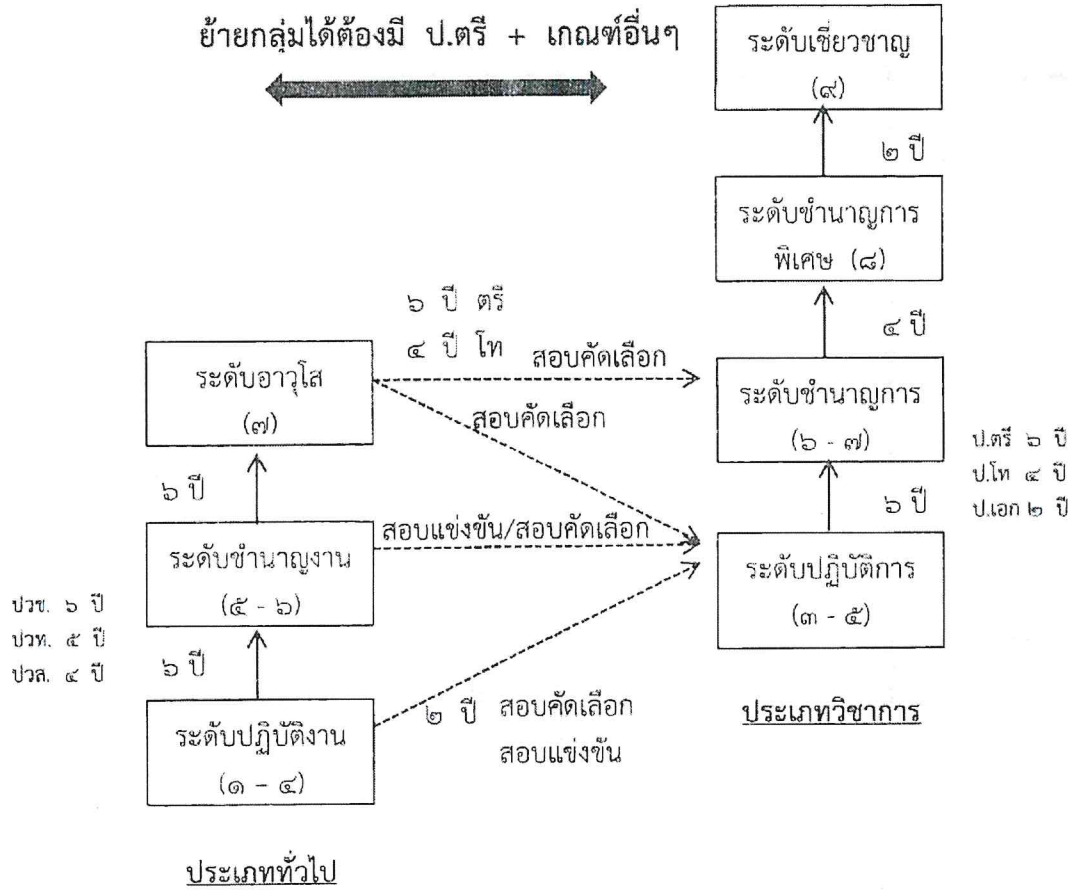 ย้ายกลุ่มได้ต้องมี ป.ตรี + เกณฑ์อื่นๆ
ระดับเชี่ยวชาญ
(๙)
๒ ปี
ระดับชำนาญการ
พิเศษ (๘)
๔ ปี
๖ ปี ตรี
๔ ปี โท
สอบคัดเลือก
ระดับอาวุโส
(๗)
สอบคัดเลือก
ระดับชำนาญการ
(๖ - ๗)
ป.ตรี ๖ ปี
ป.โท ๔ ปี
ป.เอก ๒ ปี
๖ ปี
๖ ปี
ระดับชำนาญงาน
(๕ - ๖)
สอบแข่งขัน/สอบคัดเลือก
ระดับปฏิบัติการ
(๓ - ๕)
ปวช. ๖ ปี
ปวท. ๕ ปี
ปวส. ๔ ปี
๖ ปี
ระดับปฏิบัติงาน
(๑ - ๔)
๒ ปี สอบคัดเลือก
สอบแข่งขัน
ประเภทวิชาการ
ประเภททั่วไป